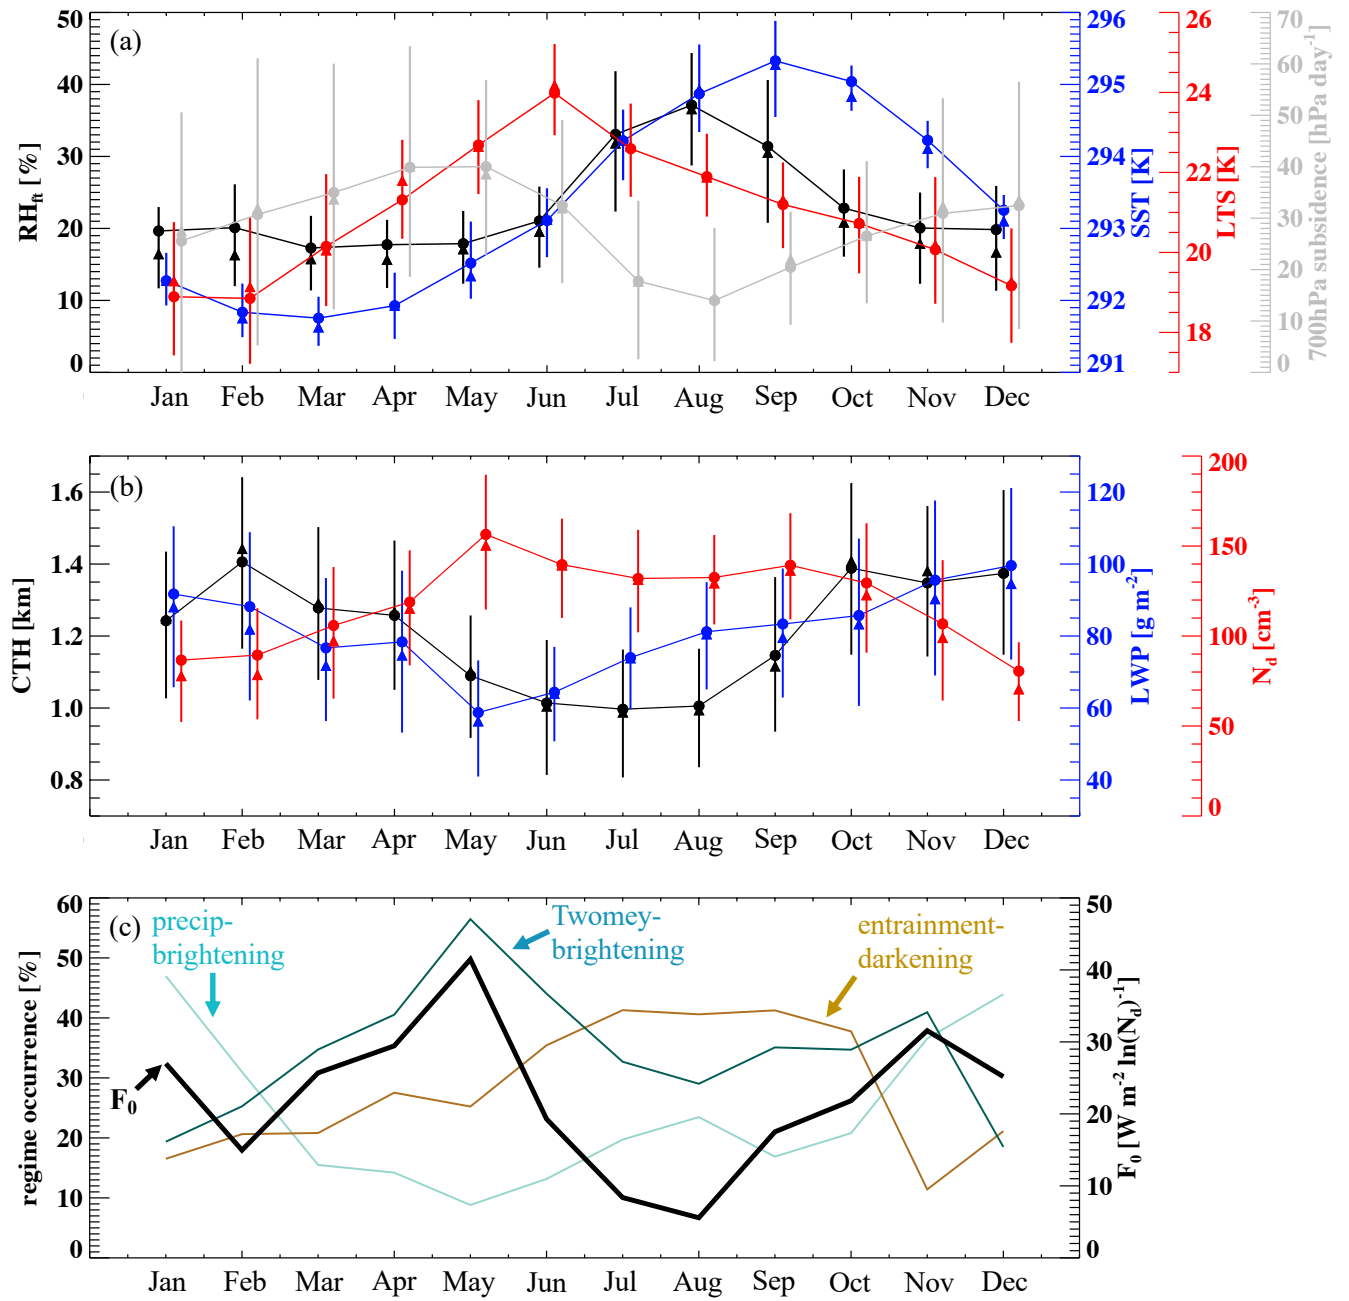 (a)
50
40
30
20
10
0
RH_ft [%]
296
295
294
293
292
291
SST [K]
26
24
22
20
18
LTS [K]
70
60
50
40
30
20
10
0
700hPa subsidence [hPa day^-1]
Jan Feb Mar Apr May Jun Jul Aug Sep Oct Nov Dec
(b)
1.6
1.4
1.2
1.0
0.8
CTH [km]
120
100
80
60
40
LWP [g m^-2]
200
150
100
50
0
N_d [cm^-3]
Jan Feb Mar Apr May Jun Jul Aug Sep Oct Nov Dec
(c)
60
50
40
30
20
10
0
regime occurrence [%]
precip-
brightening
Twomey-
brightening
entrainment-
darkening
F_0
50
40
30
20
10
0
F_0 [W m^-2 ln(N_d)^-1]
Jan Feb Mar Apr May Jun Jul Aug Sep Oct Nov Dec